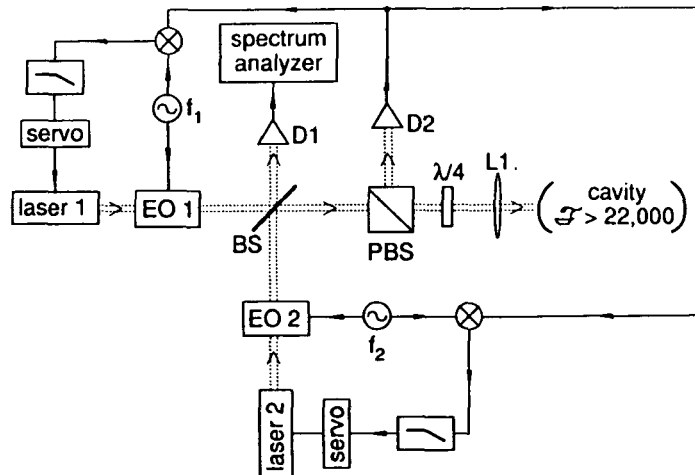 spectrum
analyzer
f₁
servo
D1
D2
laser 1
EO 1
BS
PBS
λ/4
L1.
cavity
ℱ > 22,000
EO 2
f₂
laser 2
servo